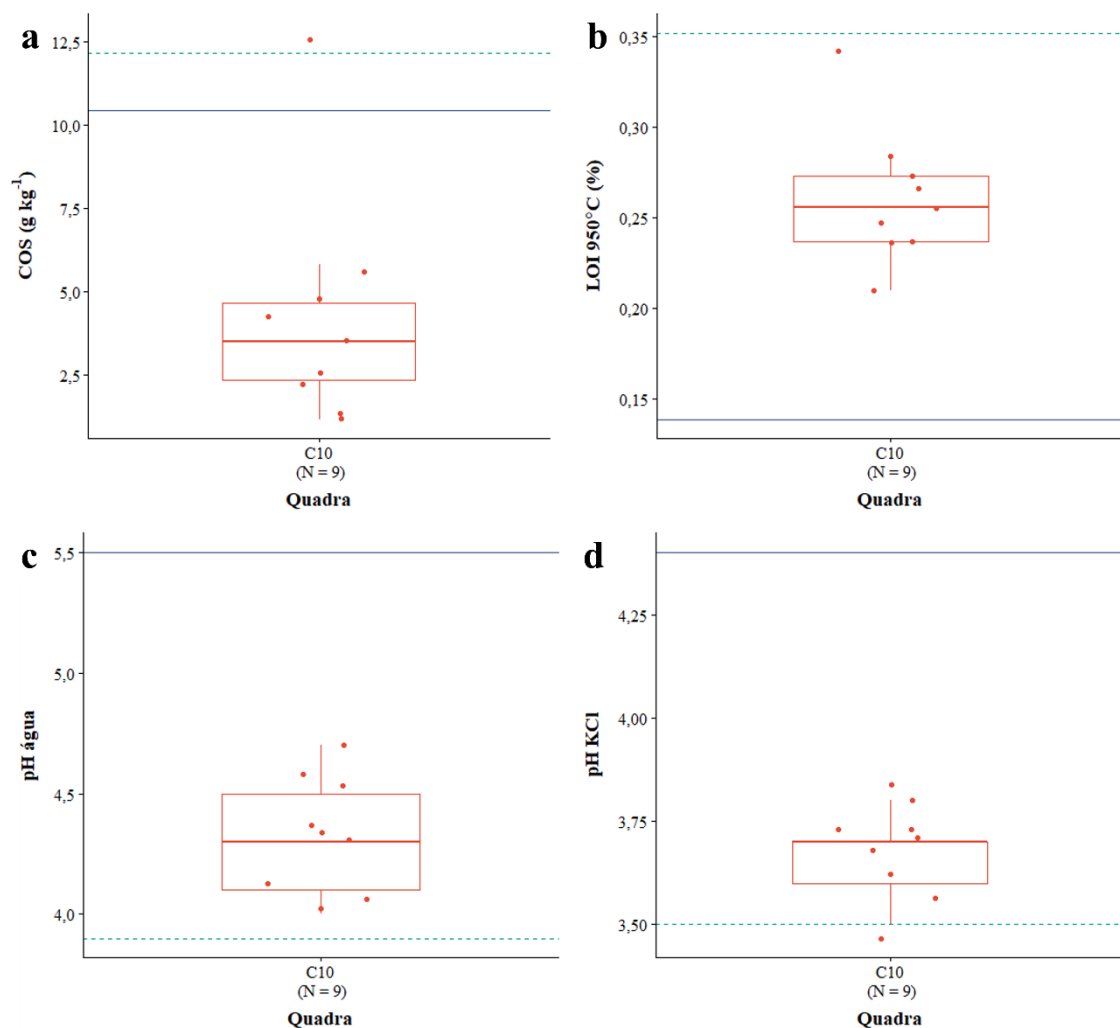 a
12,5
10,0
7,5
5,0
2,5
COS (g kg⁻¹)
C10
(N = 9)
Quadra
b
0,35
0,30
0,25
0,20
0,15
LOI 950°C (%)
C10
(N = 9)
Quadra
c
5,5
5,0
4,5
4,0
pH água
C10
(N = 9)
Quadra
d
4,25
4,00
3,75
3,50
pH KCl
C10
(N = 9)
Quadra